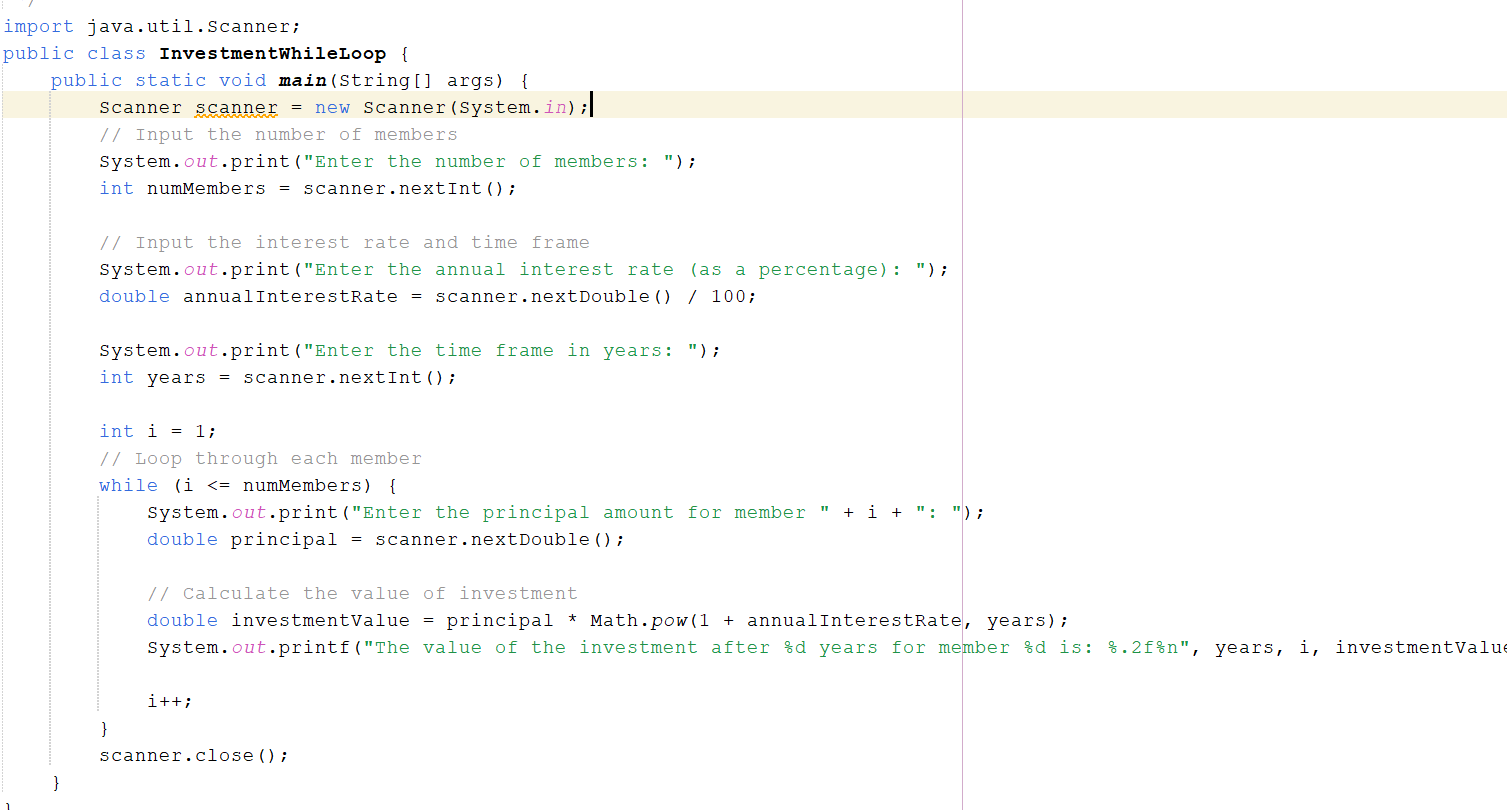 /
import java.util.Scanner;
public class InvestmentWhileLoop {
    public static void main(String[] args) {
        Scanner scanner = new Scanner(System.in);
        // Input the number of members
        System.out.print("Enter the number of members: ");
        int numMembers = scanner.nextInt();

        // Input the interest rate and time frame
        System.out.print("Enter the annual interest rate (as a percentage): ");
        double annualInterestRate = scanner.nextDouble() / 100;

        System.out.print("Enter the time frame in years: ");
        int years = scanner.nextInt();

        int i = 1;
        // Loop through each member
        while (i <= numMembers) {
            System.out.print("Enter the principal amount for member " + i + ": ");
            double principal = scanner.nextDouble();

            // Calculate the value of investment
            double investmentValue = principal * Math.pow(1 + annualInterestRate, years);
            System.out.printf("The value of the investment after %d years for member %d is: %.2f%n", years, i, investmentValue

            i++;
        }
        scanner.close();
    }
}